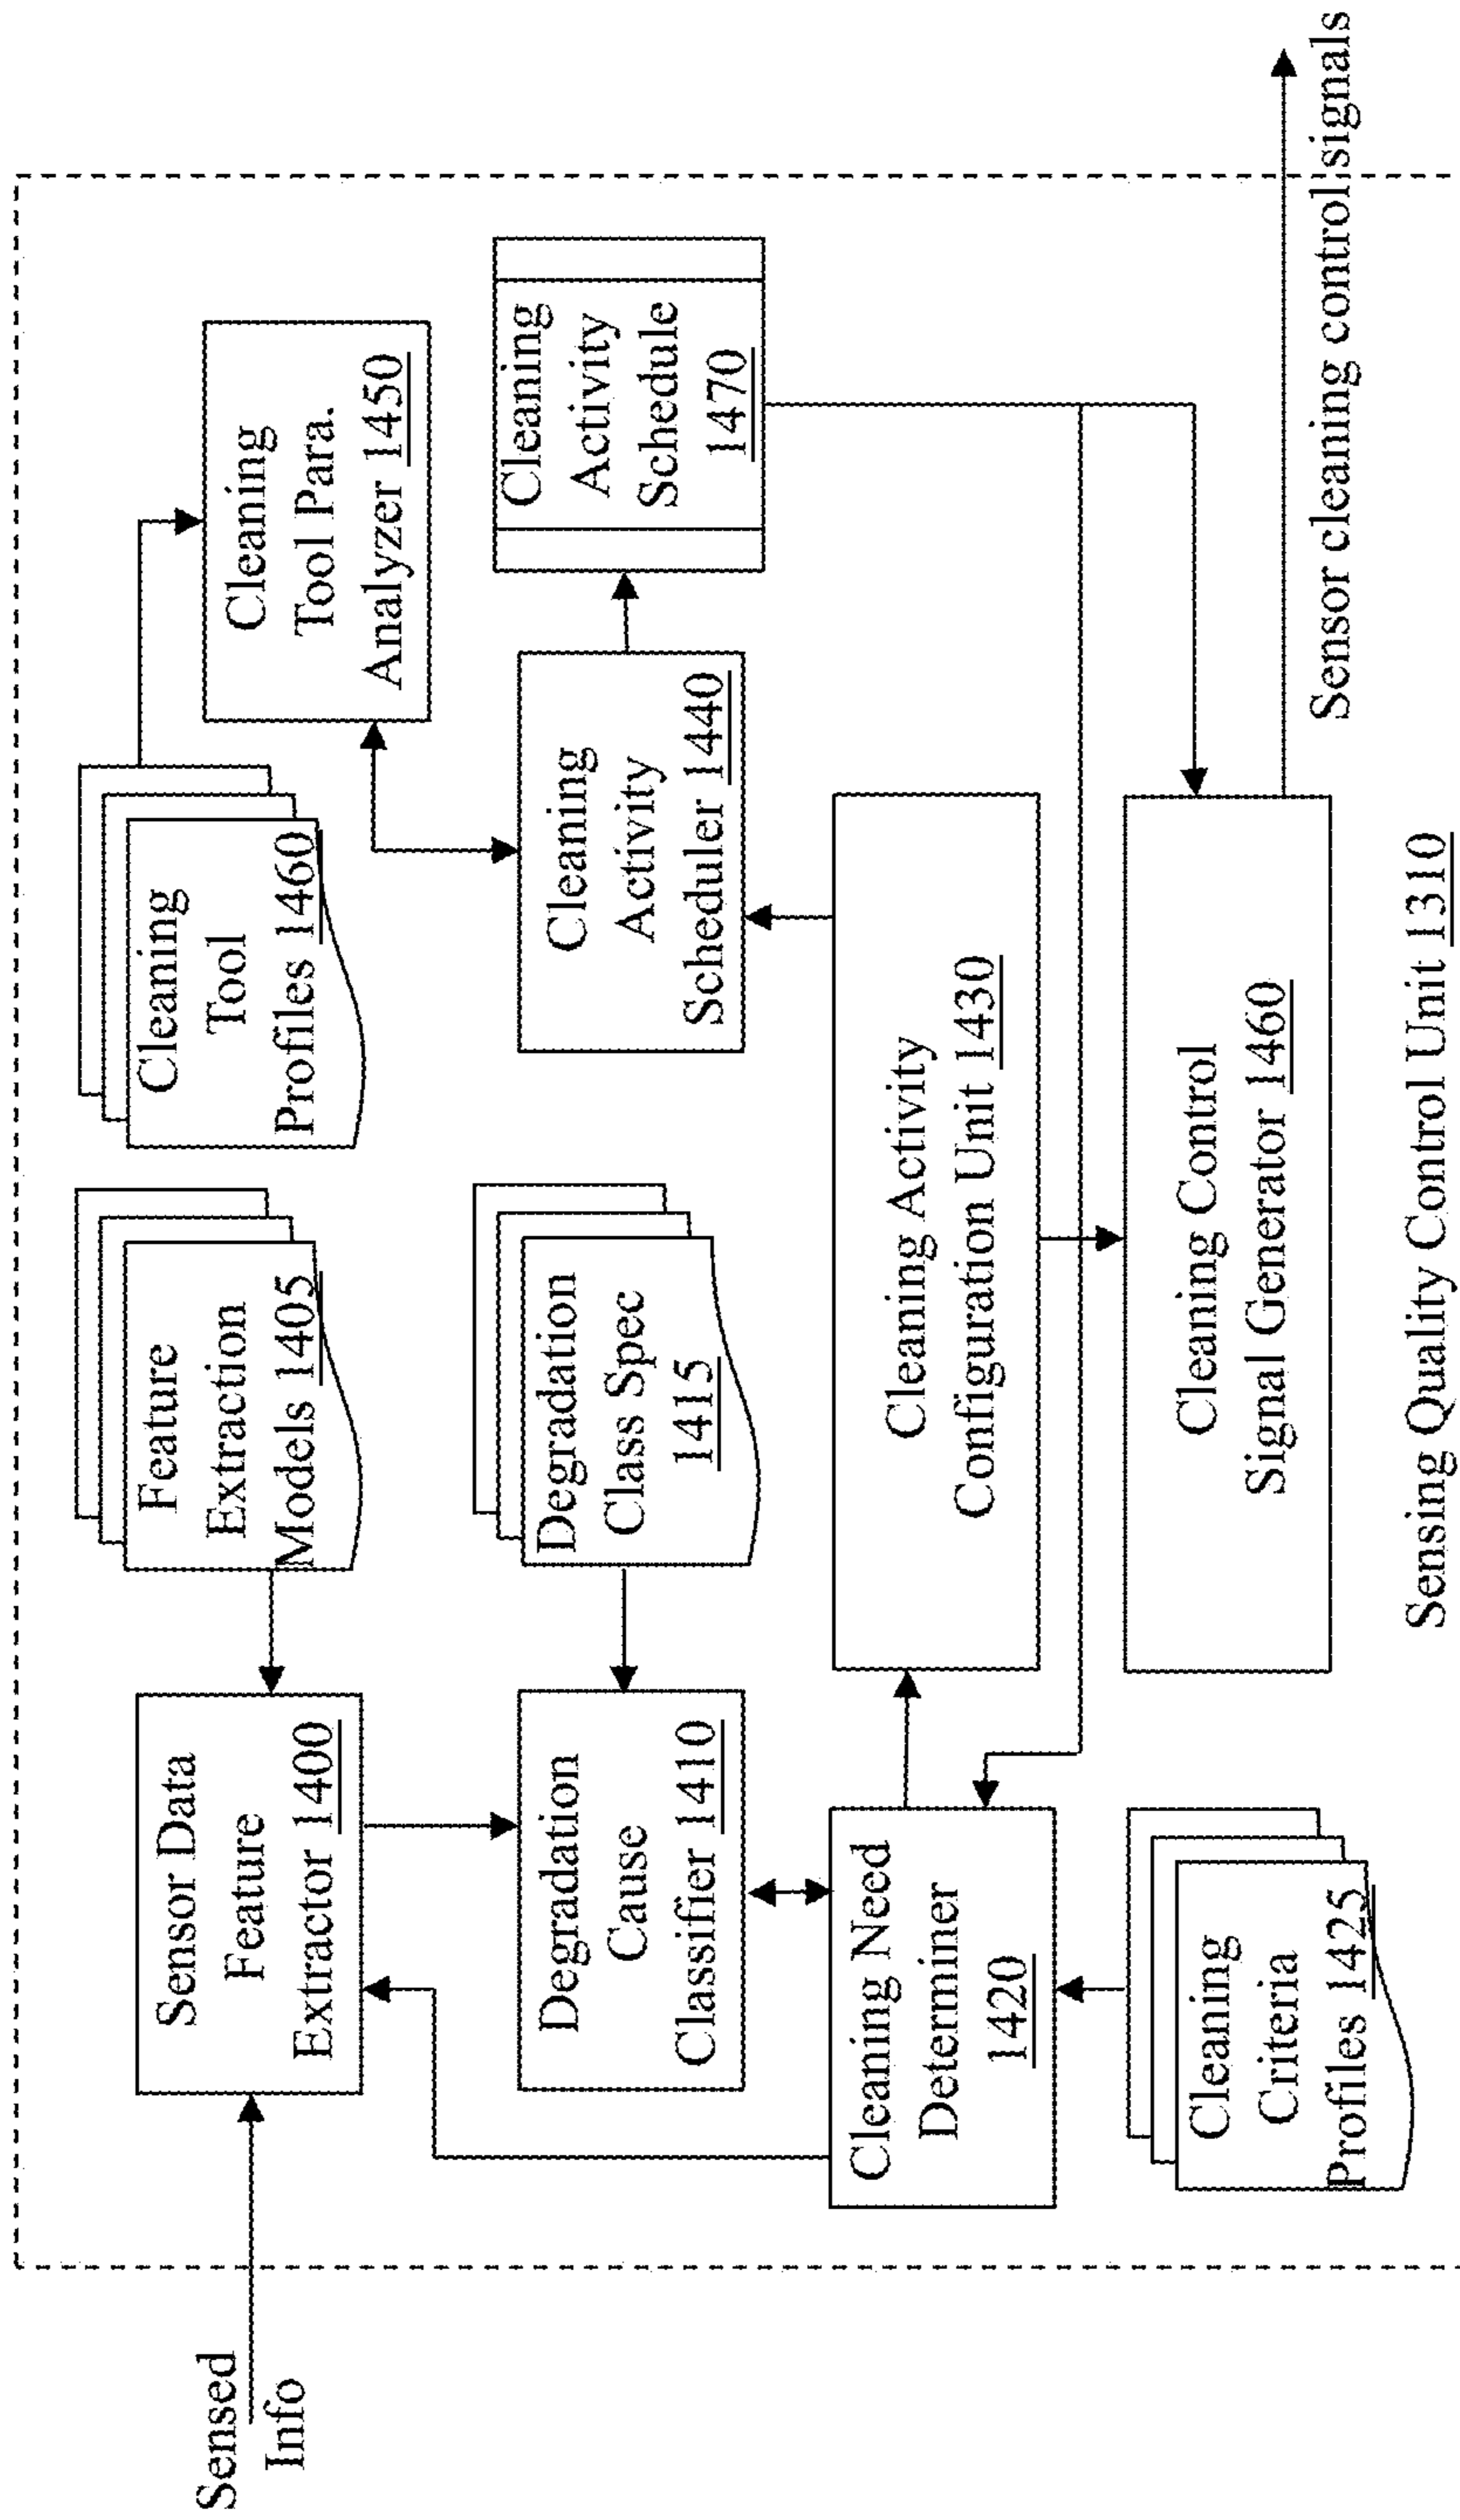 Sensed
Info
Sensor Data
Feature
Extractor 1400
Feature
Extraction
Models 1405
Cleaning
Tool
Profiles 1460
Cleaning
Tool Para.
Analyzer 1450
Degradation
Cause
Classifier 1410
Degradation
Class Spec
1415
Cleaning
Activity
Scheduler 1440
Cleaning
Activity
Schedule
1470
Cleaning Need
Determiner
1420
Cleaning Activity
Configuration Unit 1430
Cleaning
Criteria
Profiles 1425
Cleaning Control
Signal Generator 1460
Sensor cleaning control signals
Sensing Quality Control Unit 1310